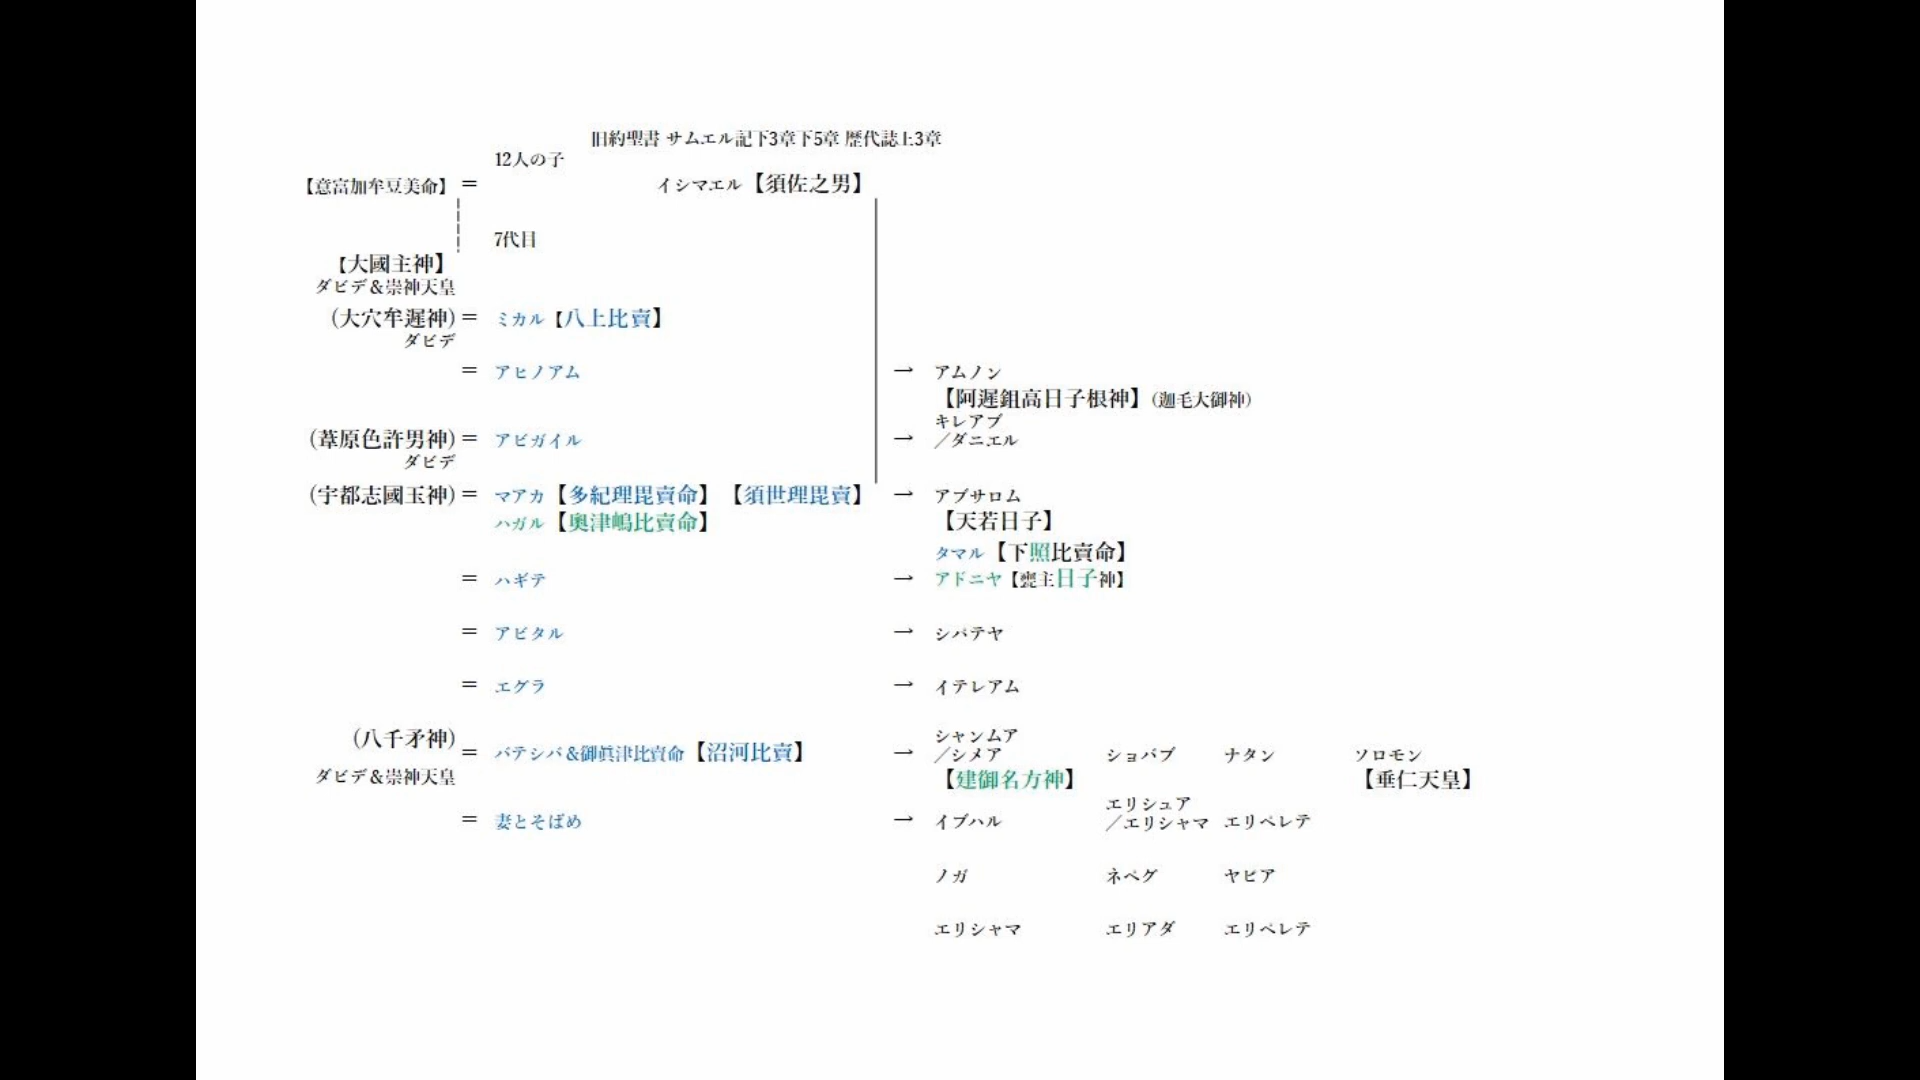 旧約聖書 サムエル記下3章下5章 歴代誌上3章
12人の子
【意富加牟豆美命】 = イシマエル【須佐之男】
7代目
【大國主神】
ダビデ&崇神天皇
(大穴牟遅神) = ミカル【八上比賣】
ダビデ
= アヒノアム → アムノン
【阿遅鉏高日子根神】(迦毛大御神)
キレアブ
(葦原色許男神) = アビガイル → /ダニエル
ダビデ
(宇都志國玉神) = マアカ【多紀理毘賣命】【須世理毘賣】 → アブサロム
ハガル【奥津嶋比賣命】 【天若日子】
タマル【下照比賣命】
= ハギテ → アドニヤ【甕主日子神】
= アビタル → シパテヤ
= エグラ → イテレアム
(八千矛神) シャンムア
= バテシバ&御眞津比賣命【沼河比賣】 → /シメア ショバブ ナタン ソロモン
ダビデ&崇神天皇 【建御名方神】 【垂仁天皇】
エリシュア
= 妻とそばめ → イブハル /エリシャマ エリペレテ
ノガ ネペグ ヤピア
エリシャマ エリアダ エリペレテ